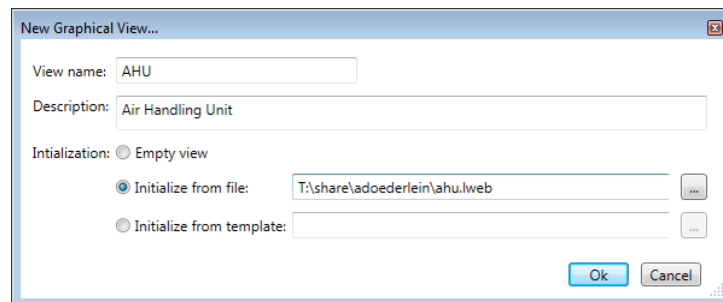 New Graphical View...
View name: AHU
Description: Air Handling Unit
Intialization: Empty view
Initialize from file: T:\share\adoederlein\ahu.lweb ...
Initialize from template: ...
Ok Cancel